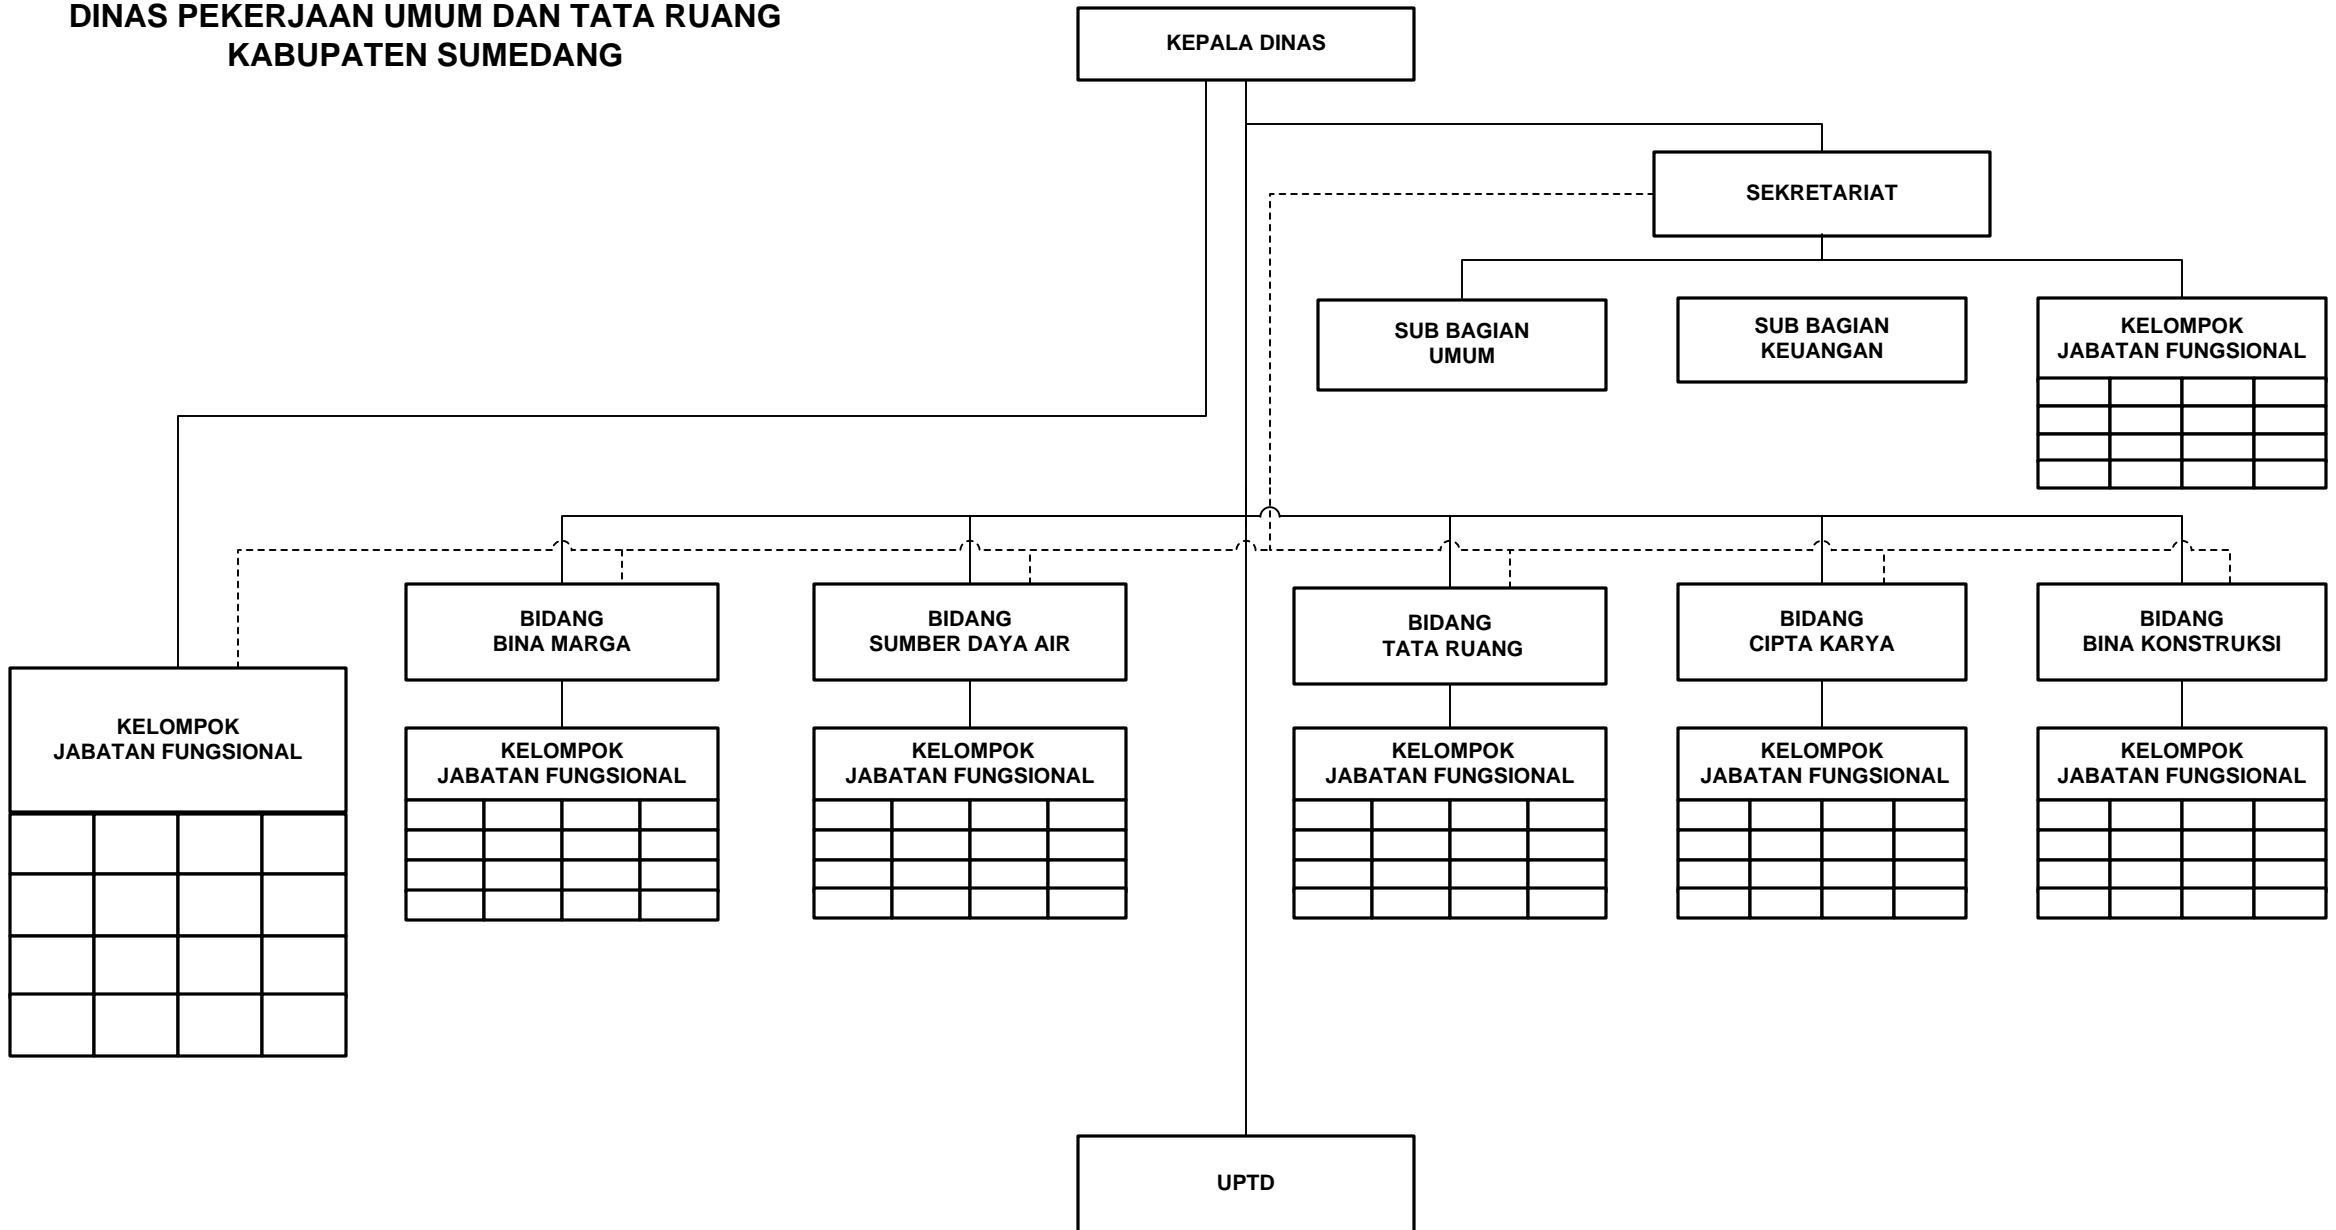 DINAS PEKERJAAN UMUM DAN TATA RUANG
KABUPATEN SUMEDANG
KEPALA DINAS
SEKRETARIAT
SUB BAGIAN
UMUM
SUB BAGIAN
KEUANGAN
KELOMPOK
JABATAN FUNGSIONAL
BIDANG
BINA MARGA
BIDANG
SUMBER DAYA AIR
BIDANG
TATA RUANG
BIDANG
CIPTA KARYA
BIDANG
BINA KONSTRUKSI
KELOMPOK
JABATAN FUNGSIONAL
KELOMPOK
JABATAN FUNGSIONAL
KELOMPOK
JABATAN FUNGSIONAL
KELOMPOK
JABATAN FUNGSIONAL
KELOMPOK
JABATAN FUNGSIONAL
KELOMPOK
JABATAN FUNGSIONAL
UPTD